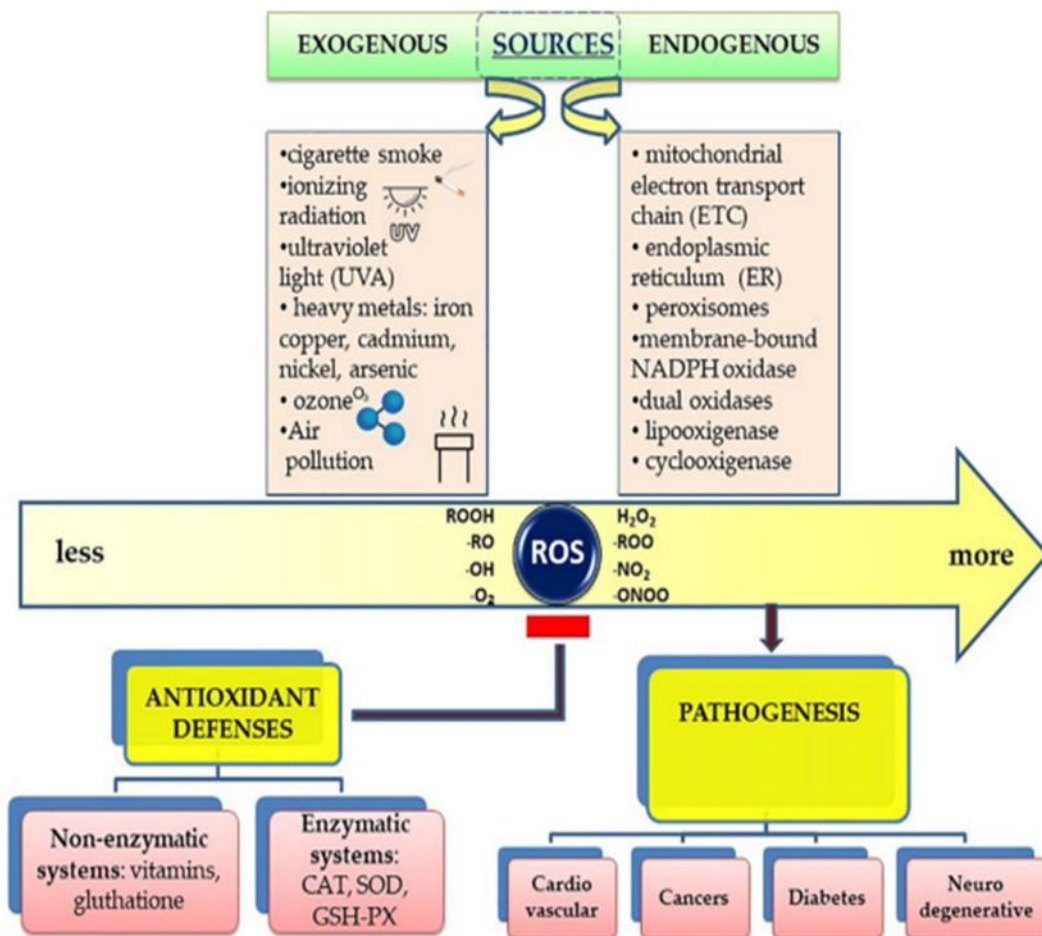 EXOGENOUS SOURCES ENDOGENOUS
•cigarette smoke
•ionizing
radiation
UV
•ultraviolet
light (UVA)
• heavy metals: iron
copper, cadmium,
nickel, arsenic
• ozone O₃
•Air
pollution
• mitochondrial
electron transport
chain (ETC)
• endoplasmic
reticulum (ER)
• peroxisomes
•membrane-bound
NADPH oxidase
•dual oxidases
• lipooxigenase
• cyclooxigenase
less
ROOH
·RO
·OH
·O₂
ROS
H₂O₂
·ROO
·NO₂
·ONOO
more
ANTIOXIDANT
DEFENSES
Non-enzymatic
systems: vitamins,
gluthatione
Enzymatic
systems:
CAT, SOD,
GSH-PX
PATHOGENESIS
Cardio
vascular
Cancers
Diabetes
Neuro
degenerative